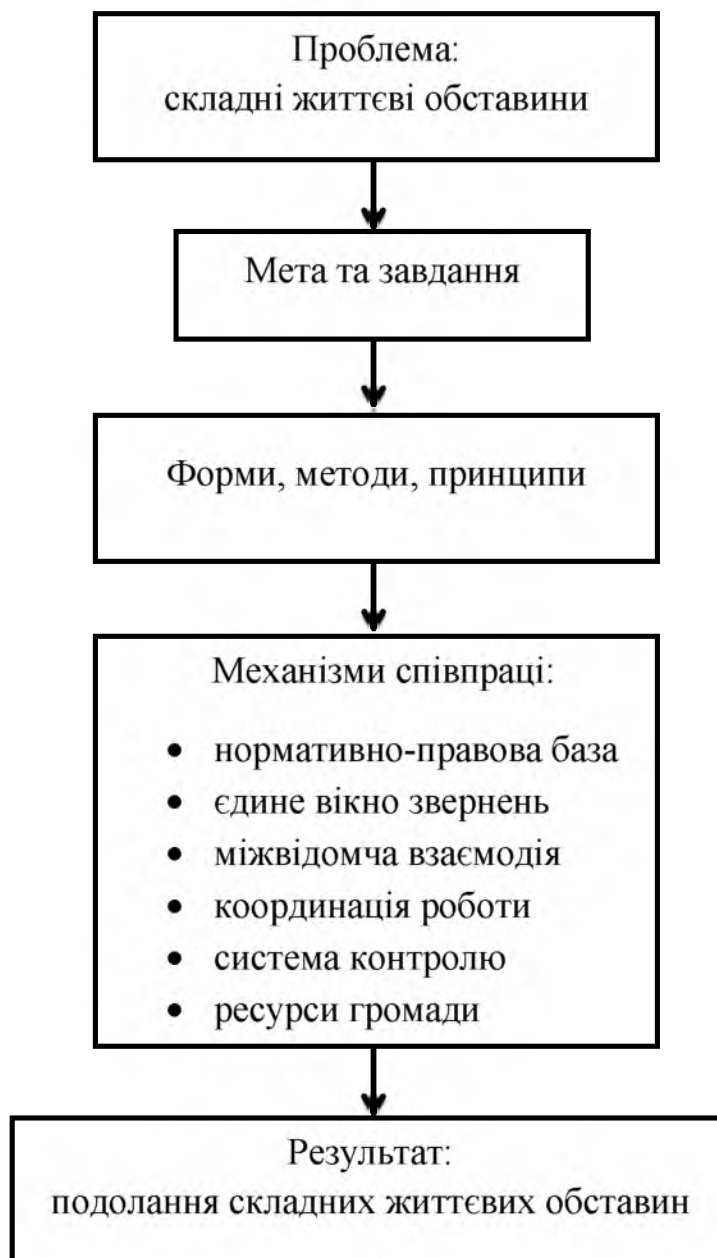 Проблема:
складні життєві обставини
Мета та завдання
Форми, методи, принципи
Механізми співпраці:
• нормативно-правова база
• єдине вікно звернень
• міжвідомча взаємодія
• координація роботи
• система контролю
• ресурси громади
Результат:
подолання складних життєвих обставин